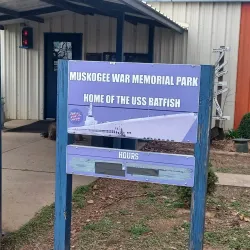 MUSKOGEE WAR MEMORIAL PARK
HOME OF THE USS BATFISH
HOURS